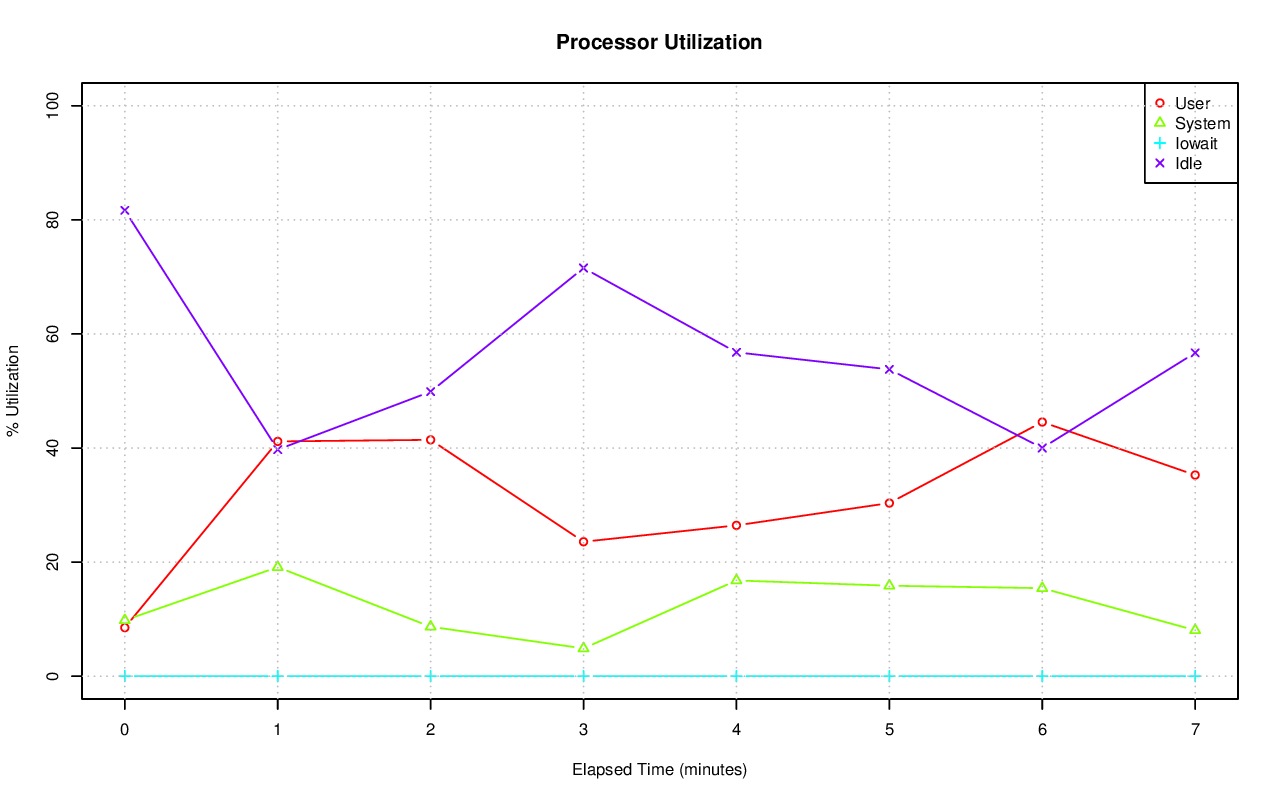 Processor Utilization
User
System
Iowait
Idle
% Utilization
100
80
60
40
20
0
0 1 2 3 4 5 6 7
Elapsed Time (minutes)